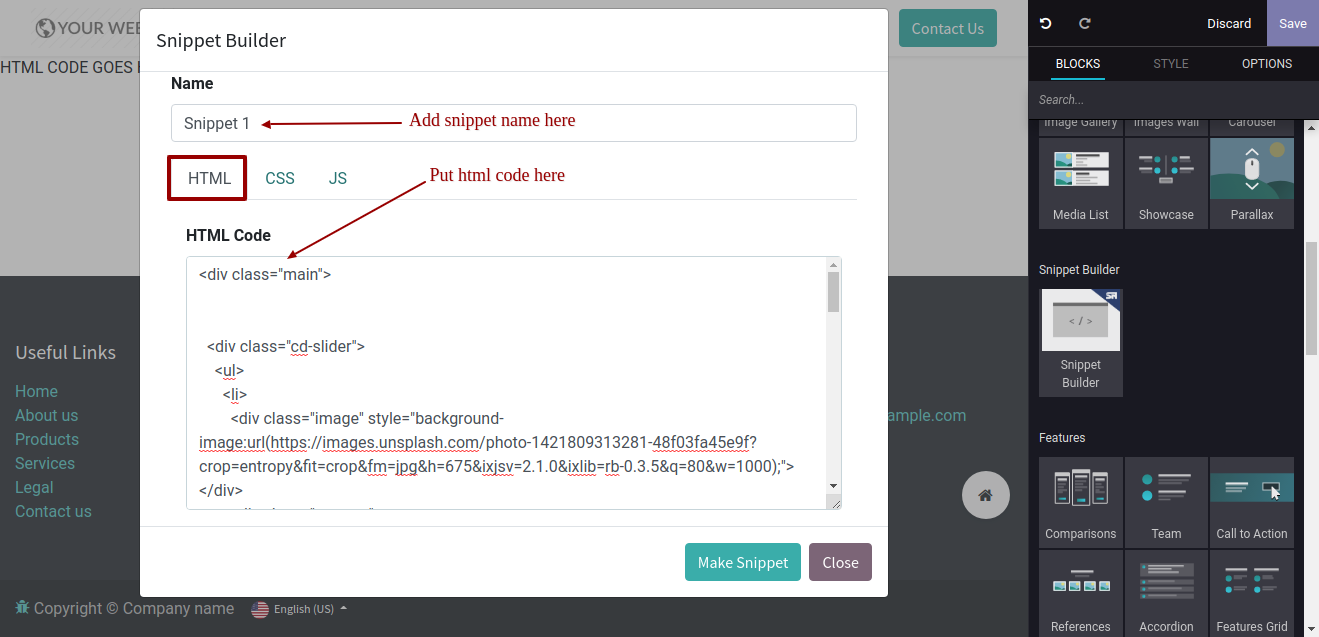 YOUR WEB
HTML CODE GOES
Contact Us
Snippet Builder
Name
Snippet 1
Add snippet name here
HTML
CSS
JS
Put html code here
HTML Code
<div class="main">
<div class="cd-slider">
<ul>
<li>
<div class="image" style="background-
image:url(https://images.unsplash.com/photo-1421809313281-48f03fa45e9f?
crop=entropy&fit=crop&fm=jpg&h=675&ixjsv=2.1.0&ixlib=rb-0.3.5&q=80&w=1000);">
</div>
Make Snippet
Close
Useful Links
Home
About us
Products
Services
Legal
Contact us
ample.com
Copyright © Company name
English (US)
Discard
Save
BLOCKS
STYLE
OPTIONS
Search...
Image Gallery
Images Wall
Carousel
Media List
Showcase
Parallax
Snippet Builder
</>
Snippet
Builder
Features
Comparisons
Team
Call to Action
References
Accordion
Features Grid